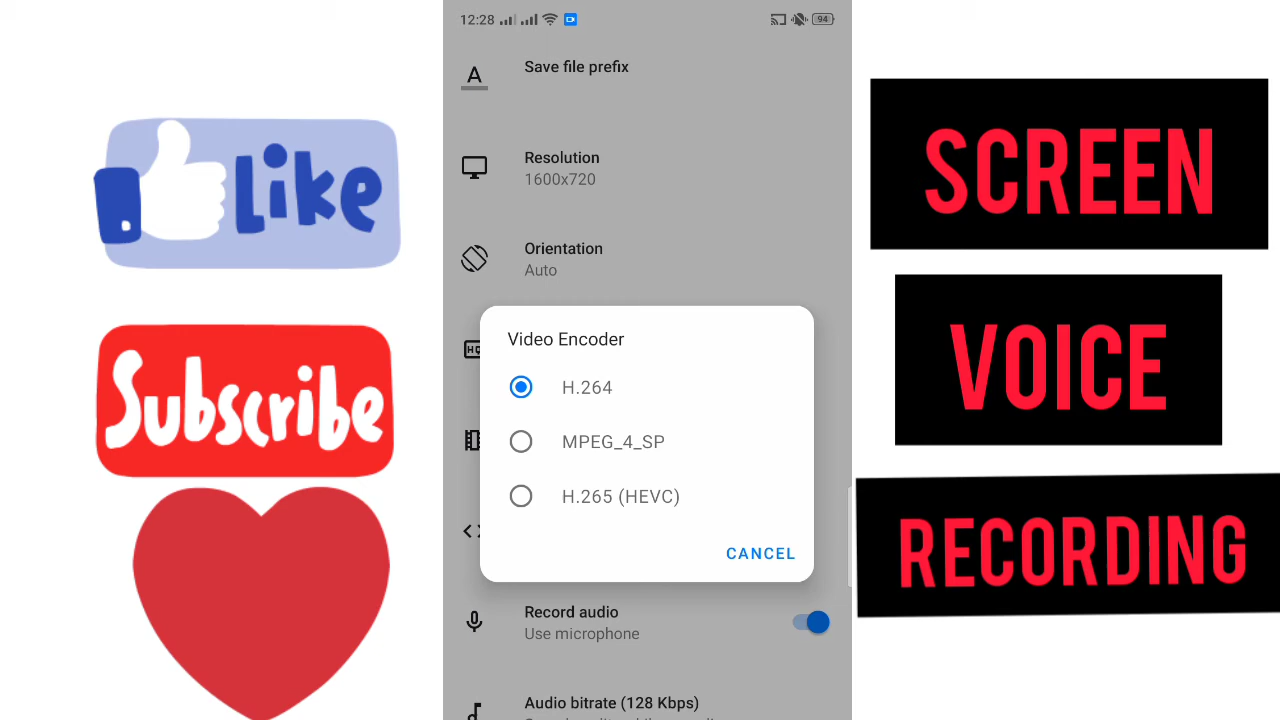 Like
Subscribe
12:28
94
A
Save file prefix
Resolution
1600x720
Orientation
Auto
Video Encoder
H.264
MPEG_4_SP
H.265 (HEVC)
CANCEL
Record audio
Use microphone
Audio bitrate (128 Kbps)
SCREEN
VOICE
RECORDING